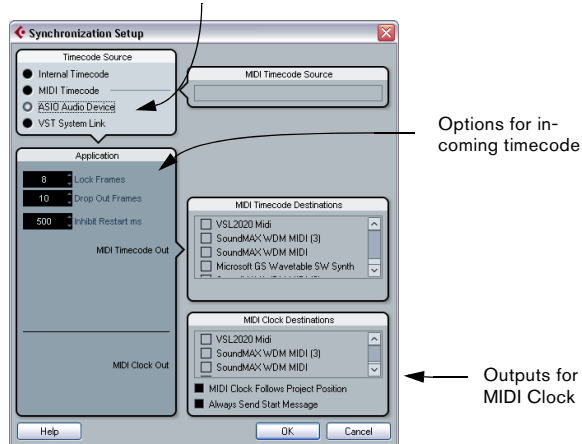 Synchronization Setup
Timecode Source
Internal Timecode
MIDI Timecode
ASIO Audio Device
VST System Link
MIDI Timecode Source
Options for in-
coming timecode
Application
8 Lock Frames
10 Drop Out Frames
500 Inhibit Restart ms
MIDI Timecode Out
MIDI Timecode Destinations
VSL2020 Midi
SoundMAX WDM MIDI (3)
SoundMAX WDM MIDI
Microsoft GS Wavetable SW Synth
MIDI Clock Destinations
VSL2020 Midi
SoundMAX WDM MIDI (3)
SoundMAX WDM MIDI
MIDI Clock Out
MIDI Clock Follows Project Position
Always Send Start Message
Outputs for
MIDI Clock
Help
OK
Cancel